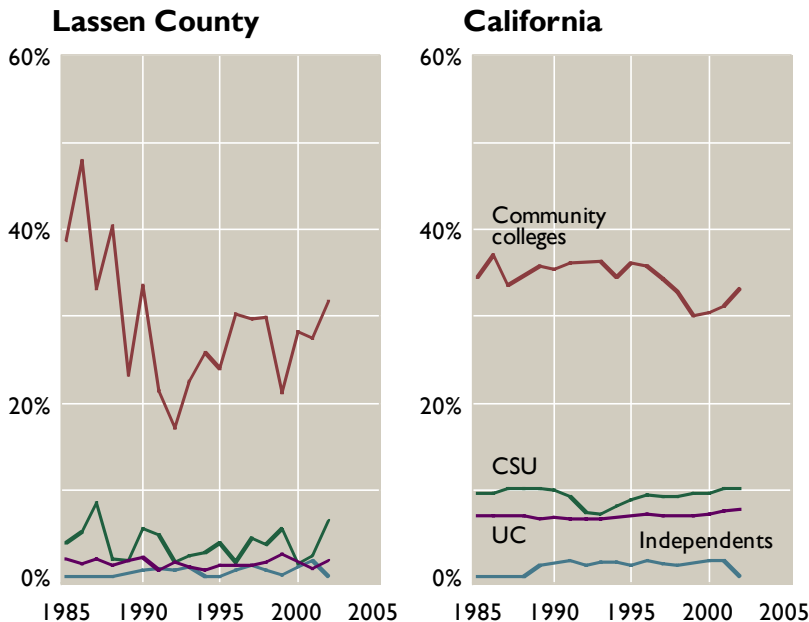 Lassen County
California
60%
40%
20%
0%
1985 1990 1995 2000 2005
60%
40%
20%
0%
Community
colleges
CSU
UC
Independents
1985 1990 1995 2000 2005